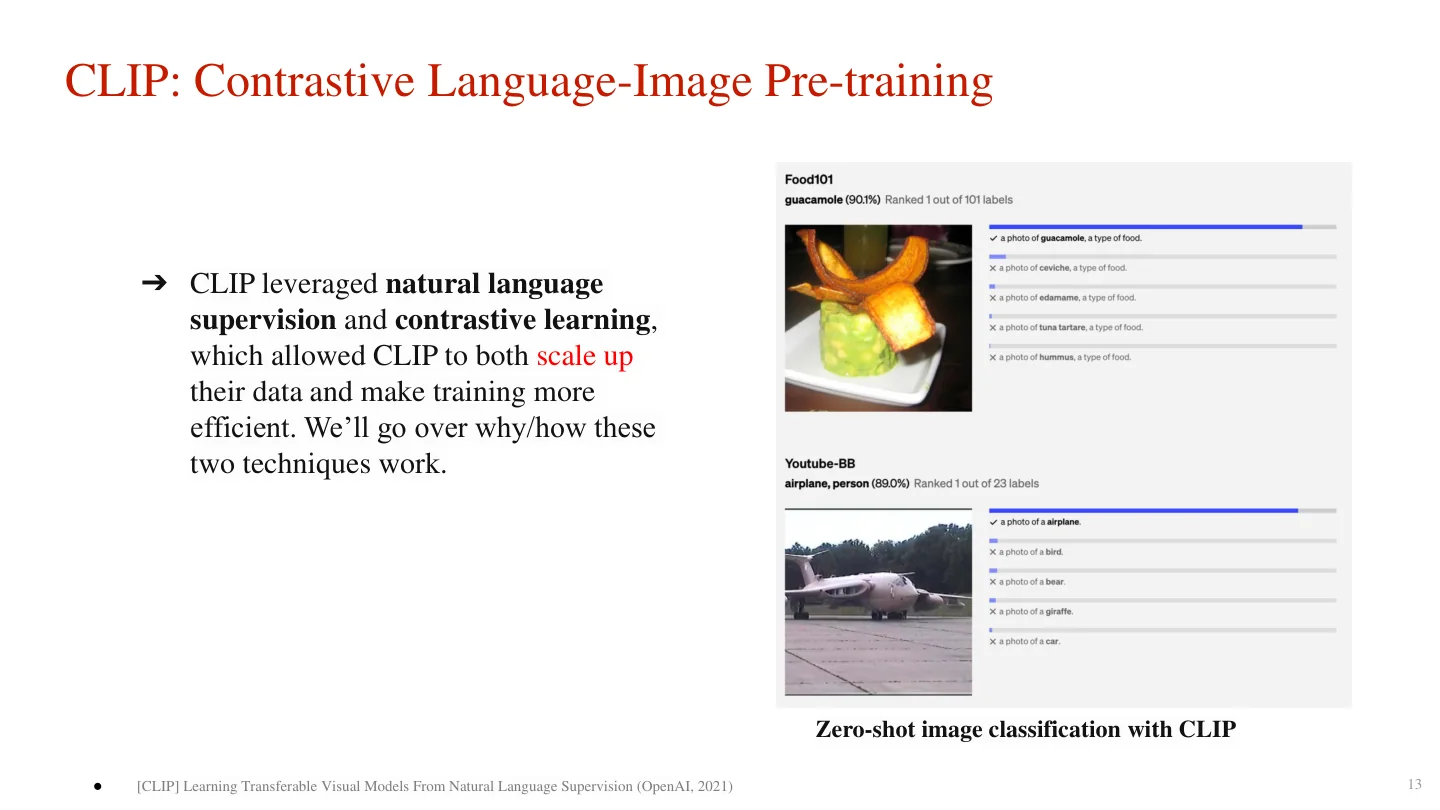 CLIP: Contrastive Language-Image Pre-training
➔ CLIP leveraged natural language
supervision and contrastive learning,
which allowed CLIP to both scale up
their data and make training more
efficient. We’ll go over why/how these
two techniques work.
Food101
guacamole (90.1%) Ranked 1 out of 101 labels
✓ a photo of guacamole, a type of food.
✕ a photo of ceviche, a type of food.
✕ a photo of edamame, a type of food.
✕ a photo of tuna tartare, a type of food.
✕ a photo of hummus, a type of food.
Youtube-BB
airplane, person (89.0%) Ranked 1 out of 23 labels
✓ a photo of a airplane.
✕ a photo of a bird.
✕ a photo of a bear.
✕ a photo of a giraffe.
✕ a photo of a car.
Zero-shot image classification with CLIP
● [CLIP] Learning Transferable Visual Models From Natural Language Supervision (OpenAI, 2021)
13